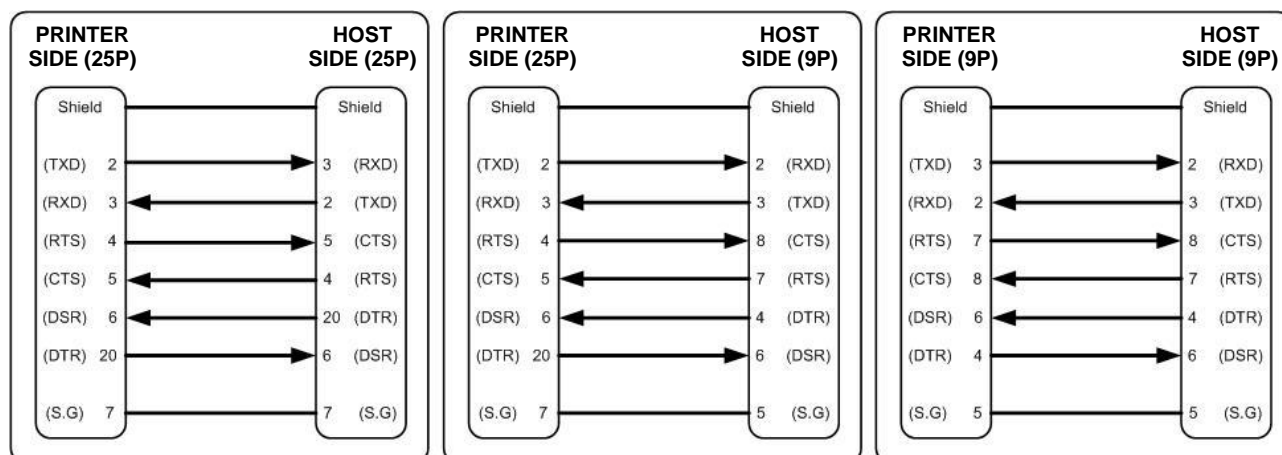 PRINTER SIDE (25P)
HOST SIDE (25P)
Shield Shield
(TXD) 2 3 (RXD)
(RXD) 3 2 (TXD)
(RTS) 4 5 (CTS)
(CTS) 5 4 (RTS)
(DSR) 6 20 (DTR)
(DTR) 20 6 (DSR)
(S.G) 7 7 (S.G)
PRINTER SIDE (25P)
HOST SIDE (9P)
Shield Shield
(TXD) 2 2 (RXD)
(RXD) 3 3 (TXD)
(RTS) 4 8 (CTS)
(CTS) 5 7 (RTS)
(DSR) 6 4 (DTR)
(DTR) 20 6 (DSR)
(S.G) 7 5 (S.G)
PRINTER SIDE (9P)
HOST SIDE (9P)
Shield Shield
(TXD) 3 2 (RXD)
(RXD) 2 3 (TXD)
(RTS) 7 8 (CTS)
(CTS) 8 7 (RTS)
(DSR) 6 4 (DTR)
(DTR) 4 6 (DSR)
(S.G) 5 5 (S.G)